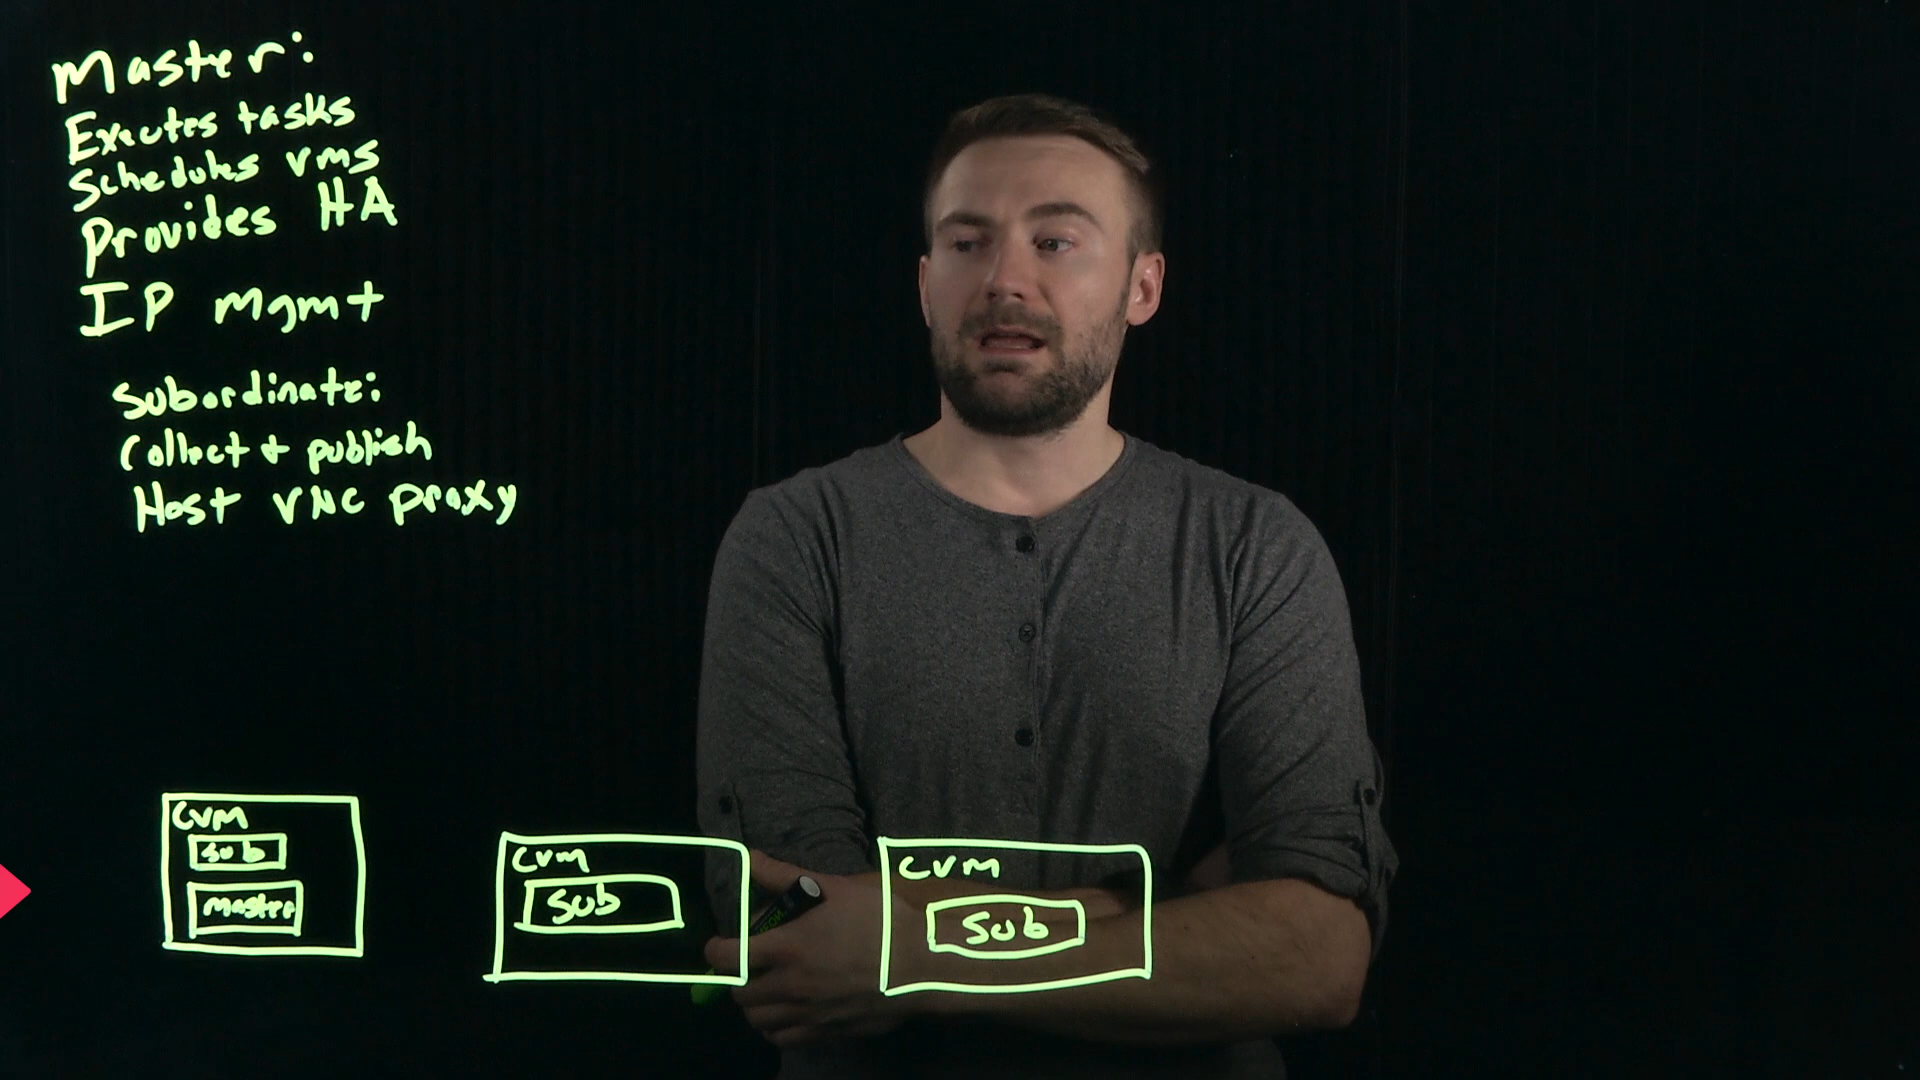 Master:
Executes tasks
Schedules vms
Provides HA
IP mgmt
Subordinate:
Collect + publish
Host VNC proxy
CVM
Sub
master
CVM
Sub
CVM
Sub